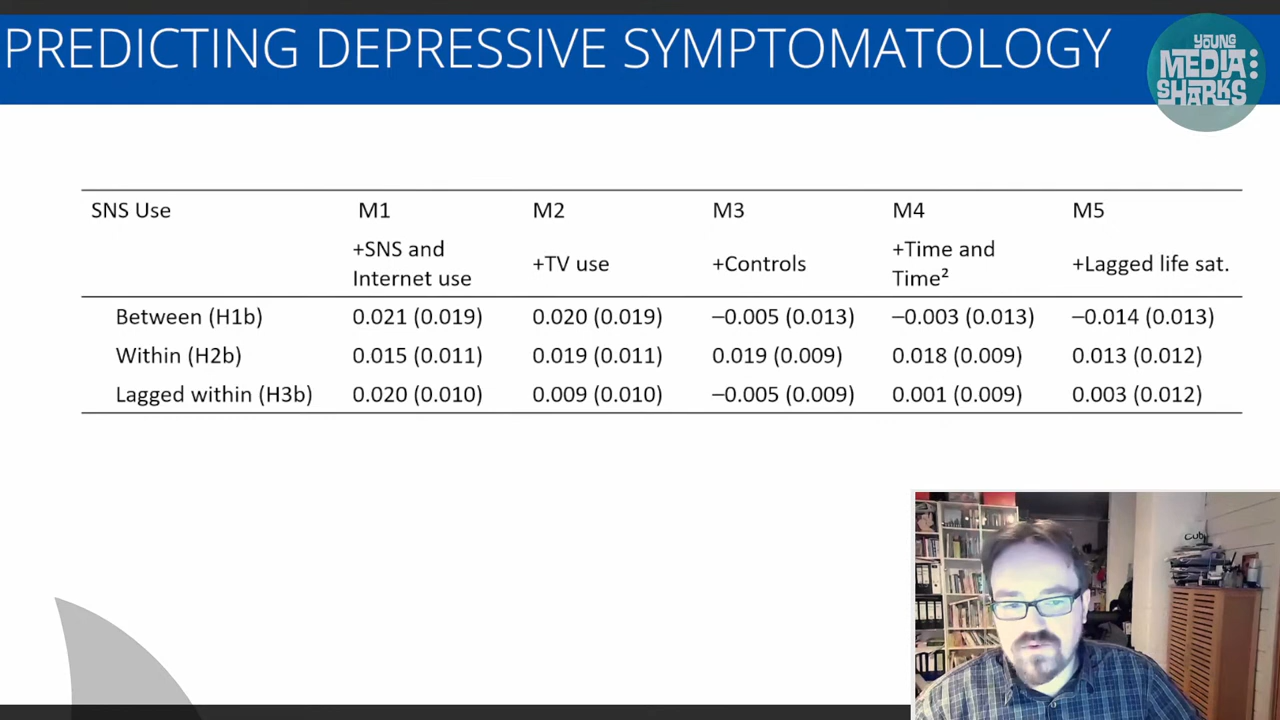 PREDICTING DEPRESSIVE SYMPTOMATOLOGY
YOUNG
MEDIA:
SHARKS
SNS Use M1 M2 M3 M4 M5
+SNS and Internet use +TV use +Controls +Time and Time² +Lagged life sat.
Between (H1b) 0.021 (0.019) 0.020 (0.019) –0.005 (0.013) –0.003 (0.013) –0.014 (0.013)
Within (H2b) 0.015 (0.011) 0.019 (0.011) 0.019 (0.009) 0.018 (0.009) 0.013 (0.012)
Lagged within (H3b) 0.020 (0.010) 0.009 (0.010) –0.005 (0.009) 0.001 (0.009) 0.003 (0.012)